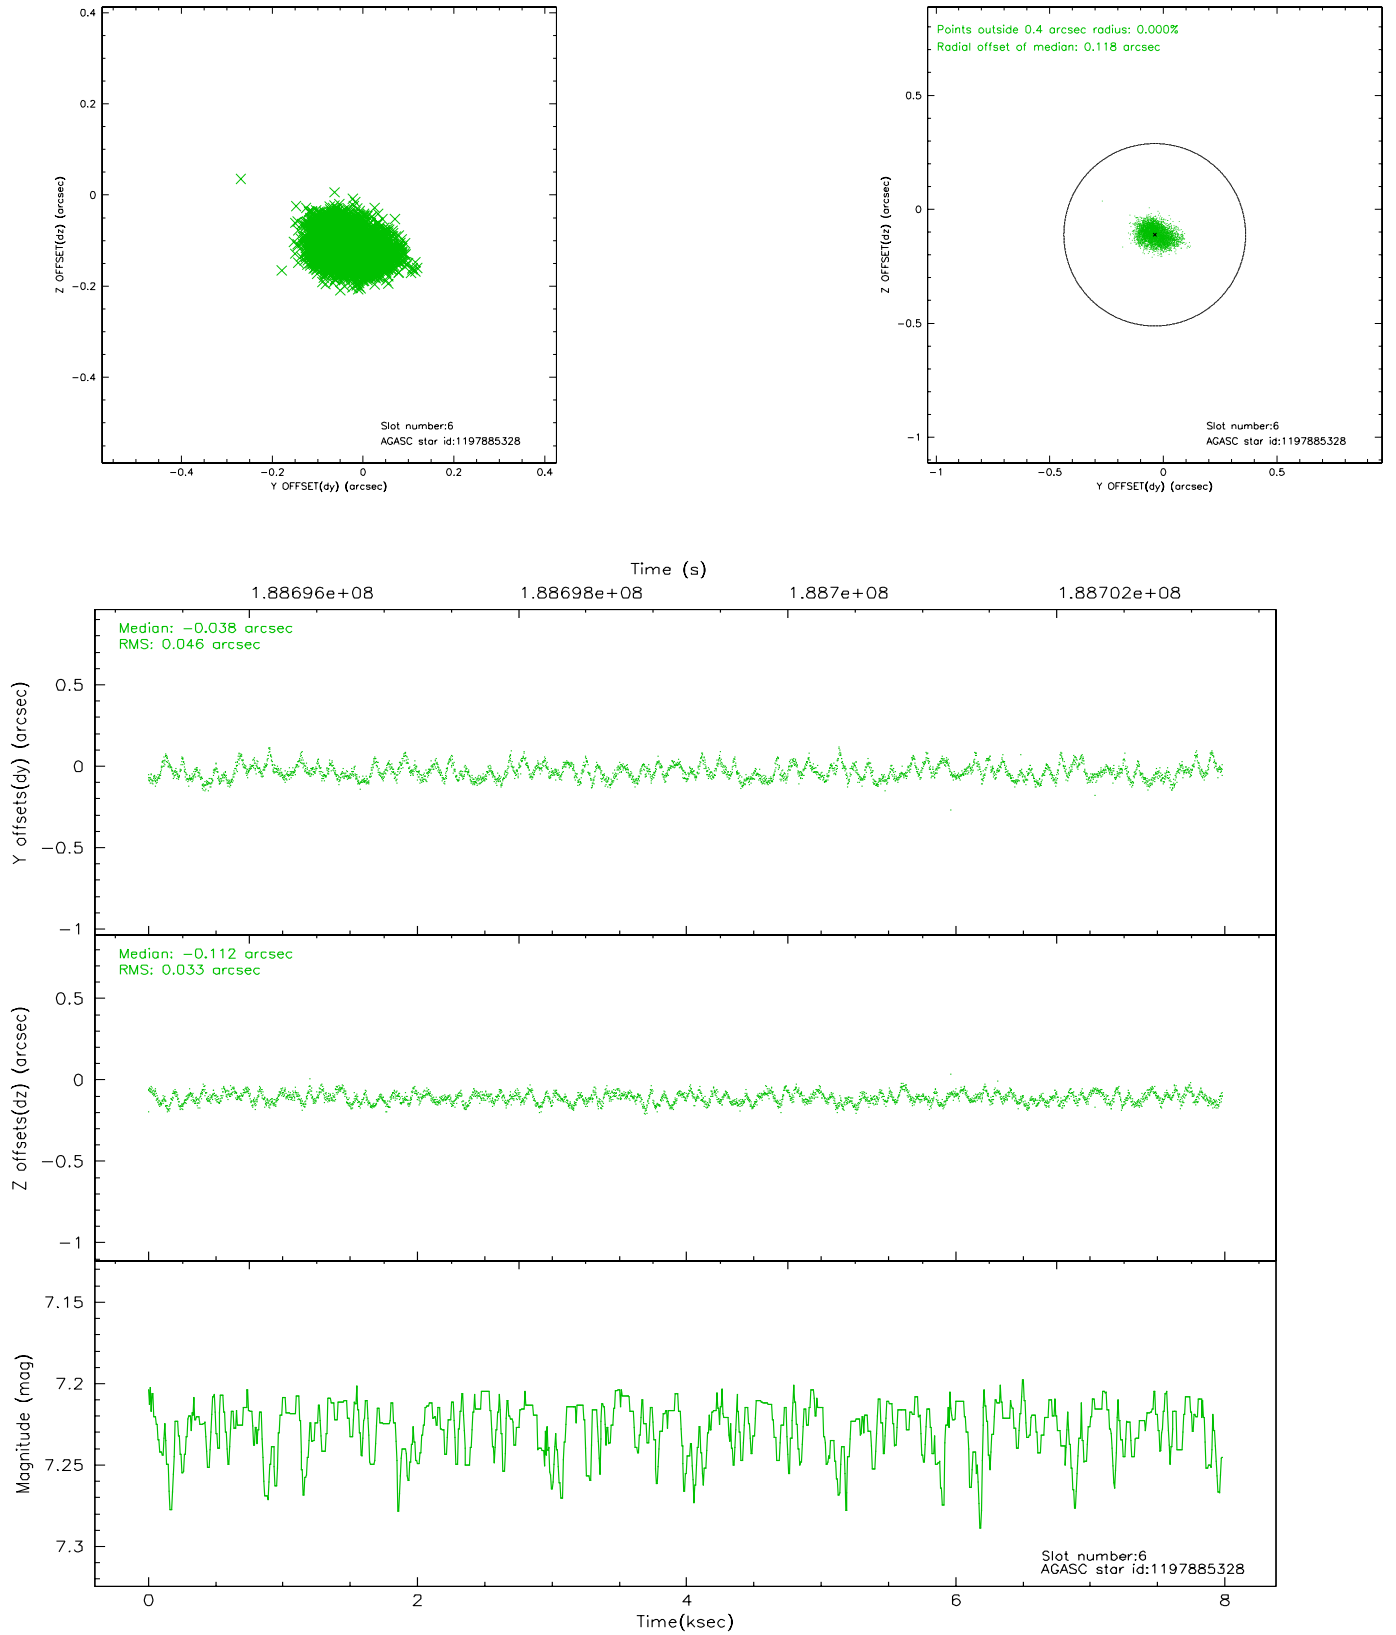 0.4
0.2
0
−0.2
−0.4
Z OFFSET(dz) (arcsec)
−0.4 −0.2 0 0.2 0.4
Y OFFSET(dy) (arcsec)
Slot number:6
AGASC star id:1197885328
Points outside 0.4 arcsec radius: 0.000%
Radial offset of median: 0.118 arcsec
0.5
0
−0.5
−1
Z OFFSET(dz) (arcsec)
−1 −0.5 0 0.5
Y OFFSET(dy) (arcsec)
Slot number:6
AGASC star id:1197885328
Time (s)
1.88696e+08 1.88698e+08 1.887e+08 1.88702e+08
Median: −0.038 arcsec
RMS: 0.046 arcsec
0.5
0
−0.5
−1
Y offsets(dy) (arcsec)
Median: −0.112 arcsec
RMS: 0.033 arcsec
0.5
0
−0.5
−1
Z offsets(dz) (arcsec)
7.15
7.2
7.25
7.3
Magnitude (mag)
Slot number:6
AGASC star id:1197885328
0 2 4 6 8
Time(ksec)